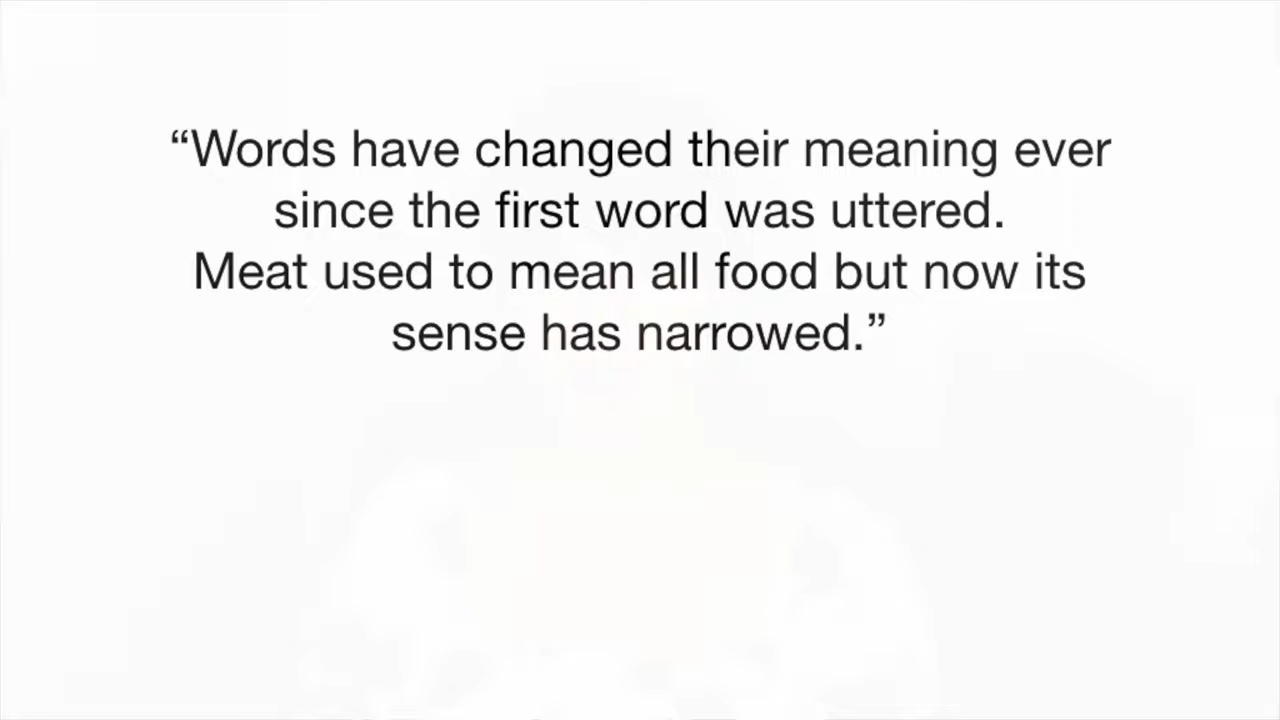 “Words have changed their meaning ever
since the first word was uttered.
Meat used to mean all food but now its
sense has narrowed.”